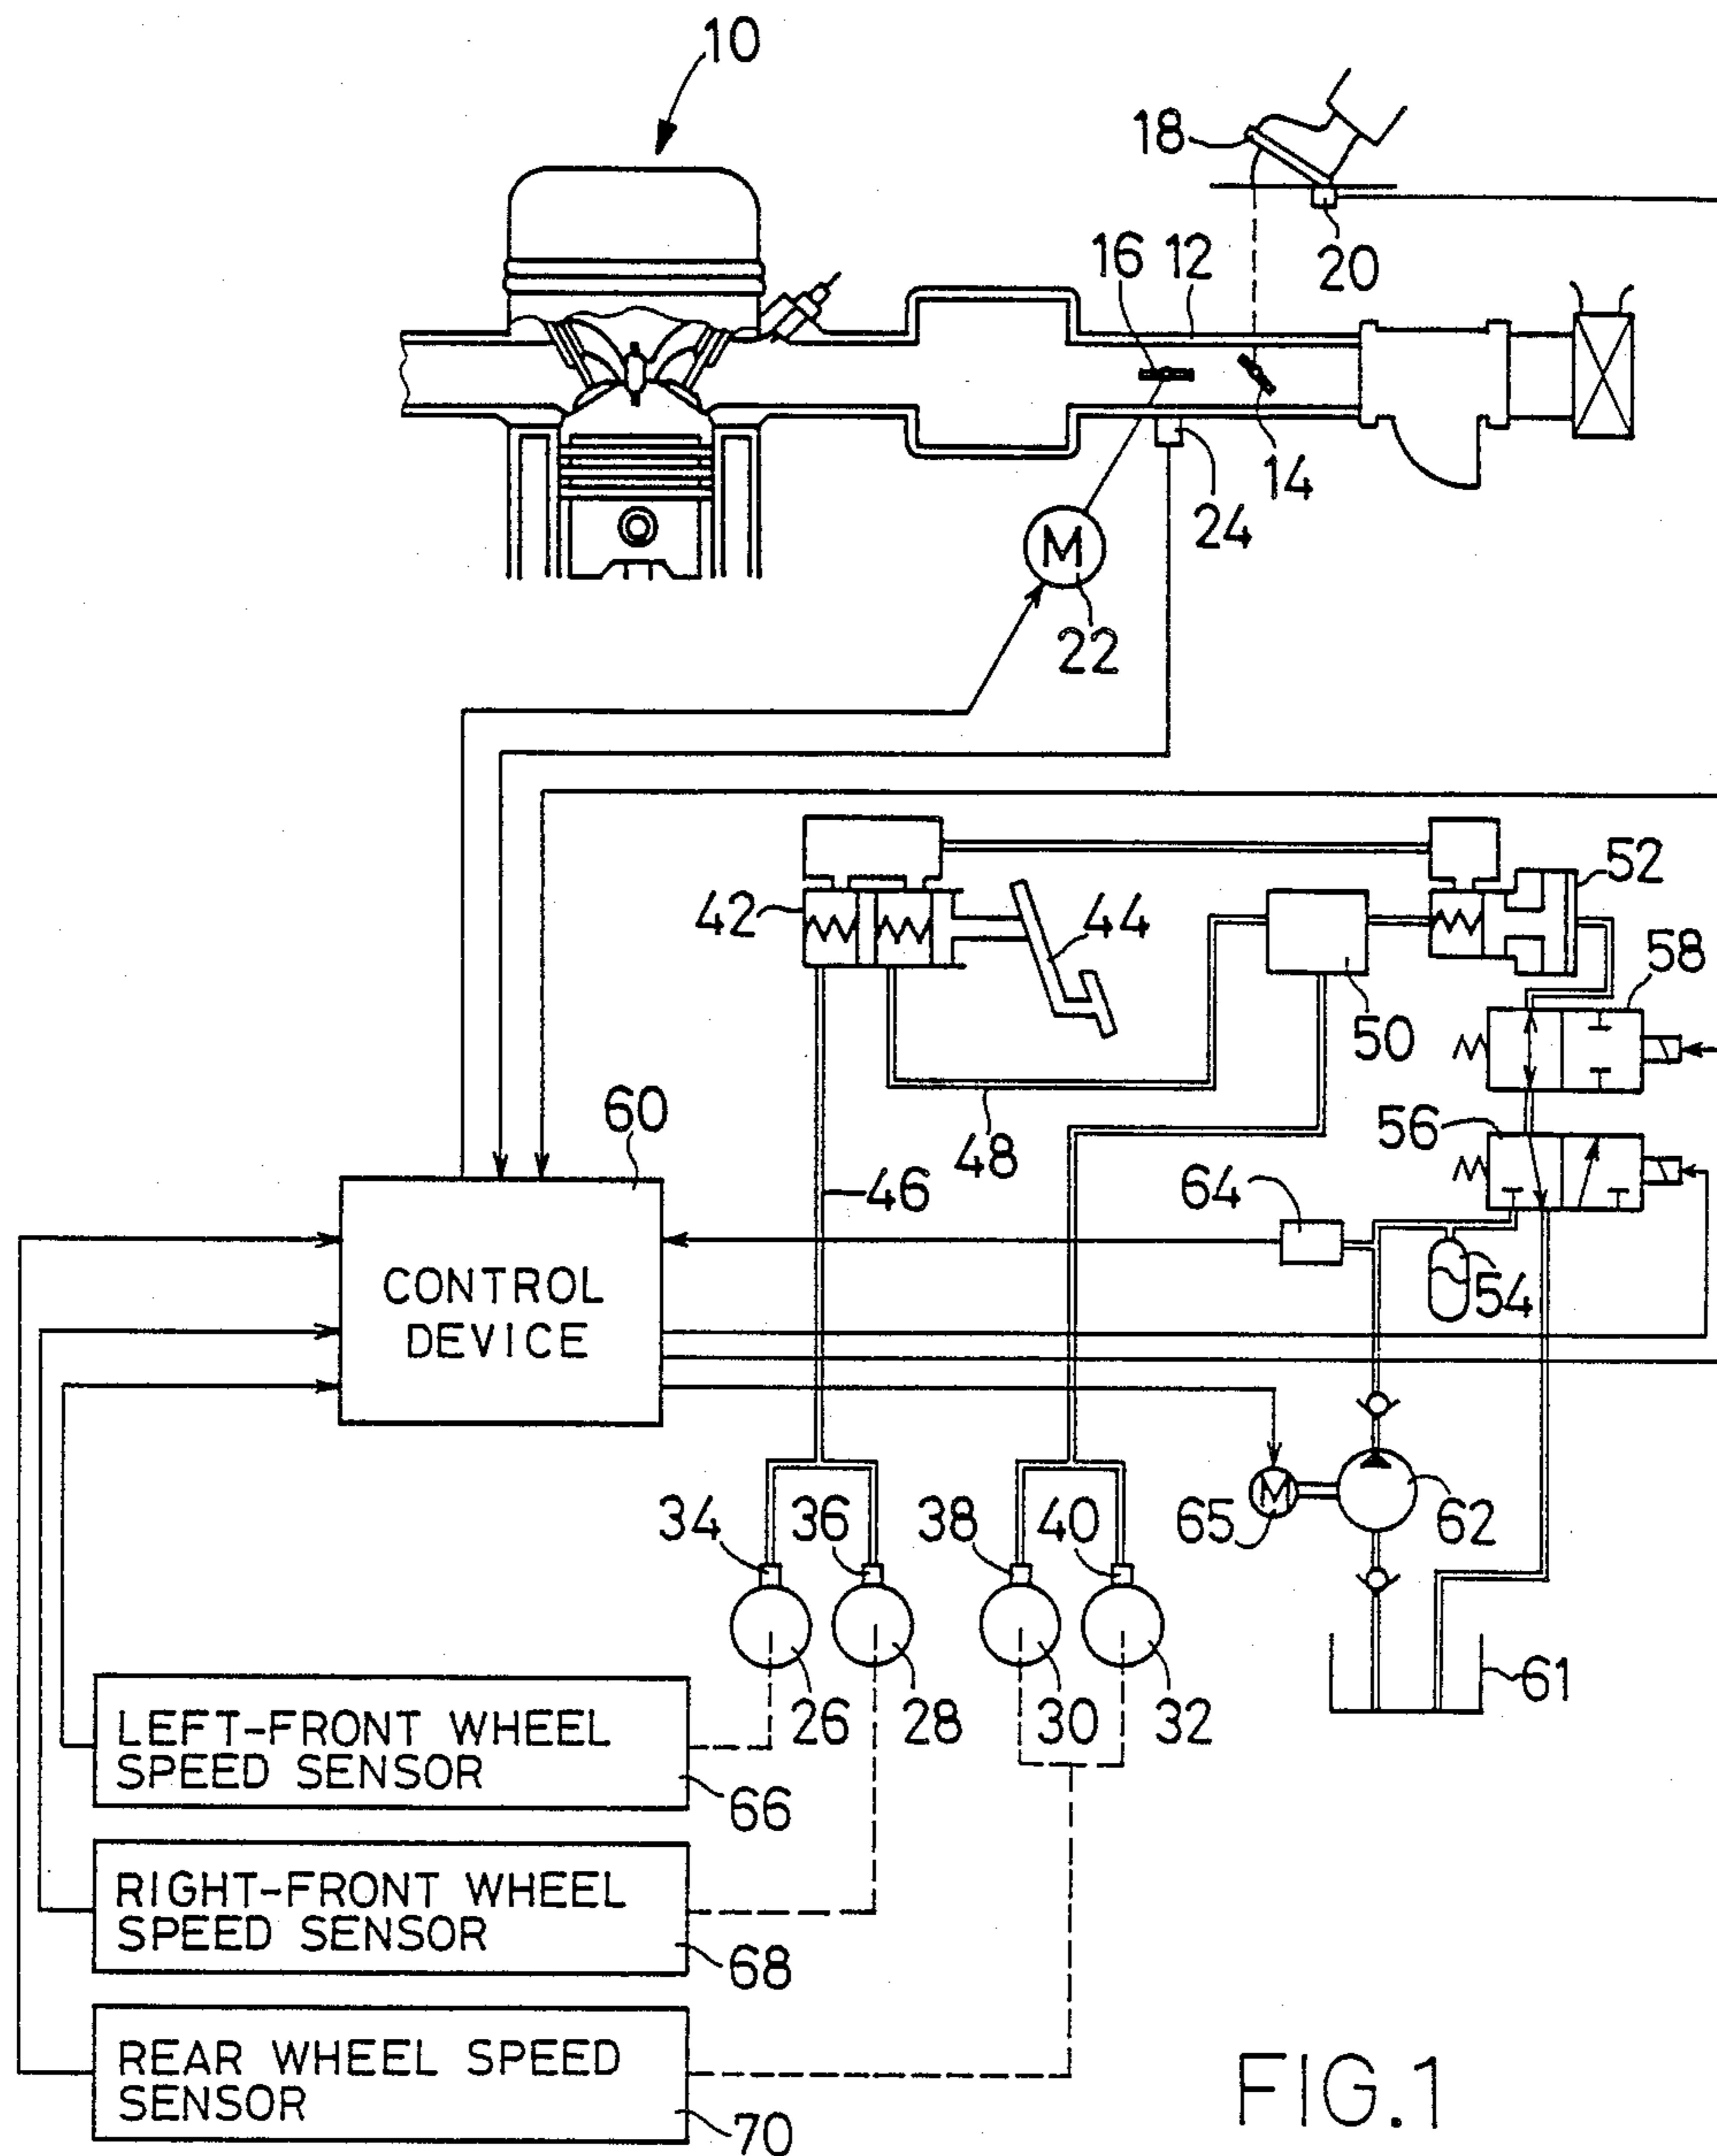 10
18
20
16 12
14
24
M
22
42
44
52
58
50
48
56
60
46
64
54
CONTROL
DEVICE
34 36 38 40
M
65
62
26 28 30 32
61
LEFT-FRONT WHEEL
SPEED SENSOR
66
RIGHT-FRONT WHEEL
SPEED SENSOR
68
REAR WHEEL SPEED
SENSOR
70
FIG.1